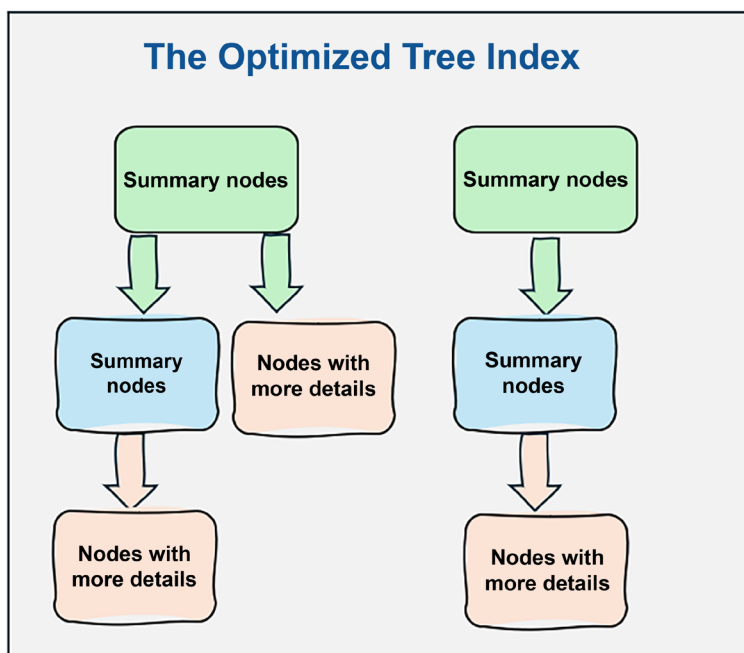 The Optimized Tree Index
Summary nodes
Summary nodes
Summary
nodes
Nodes with
more details
Summary
nodes
Nodes with
more details
Nodes with
more details